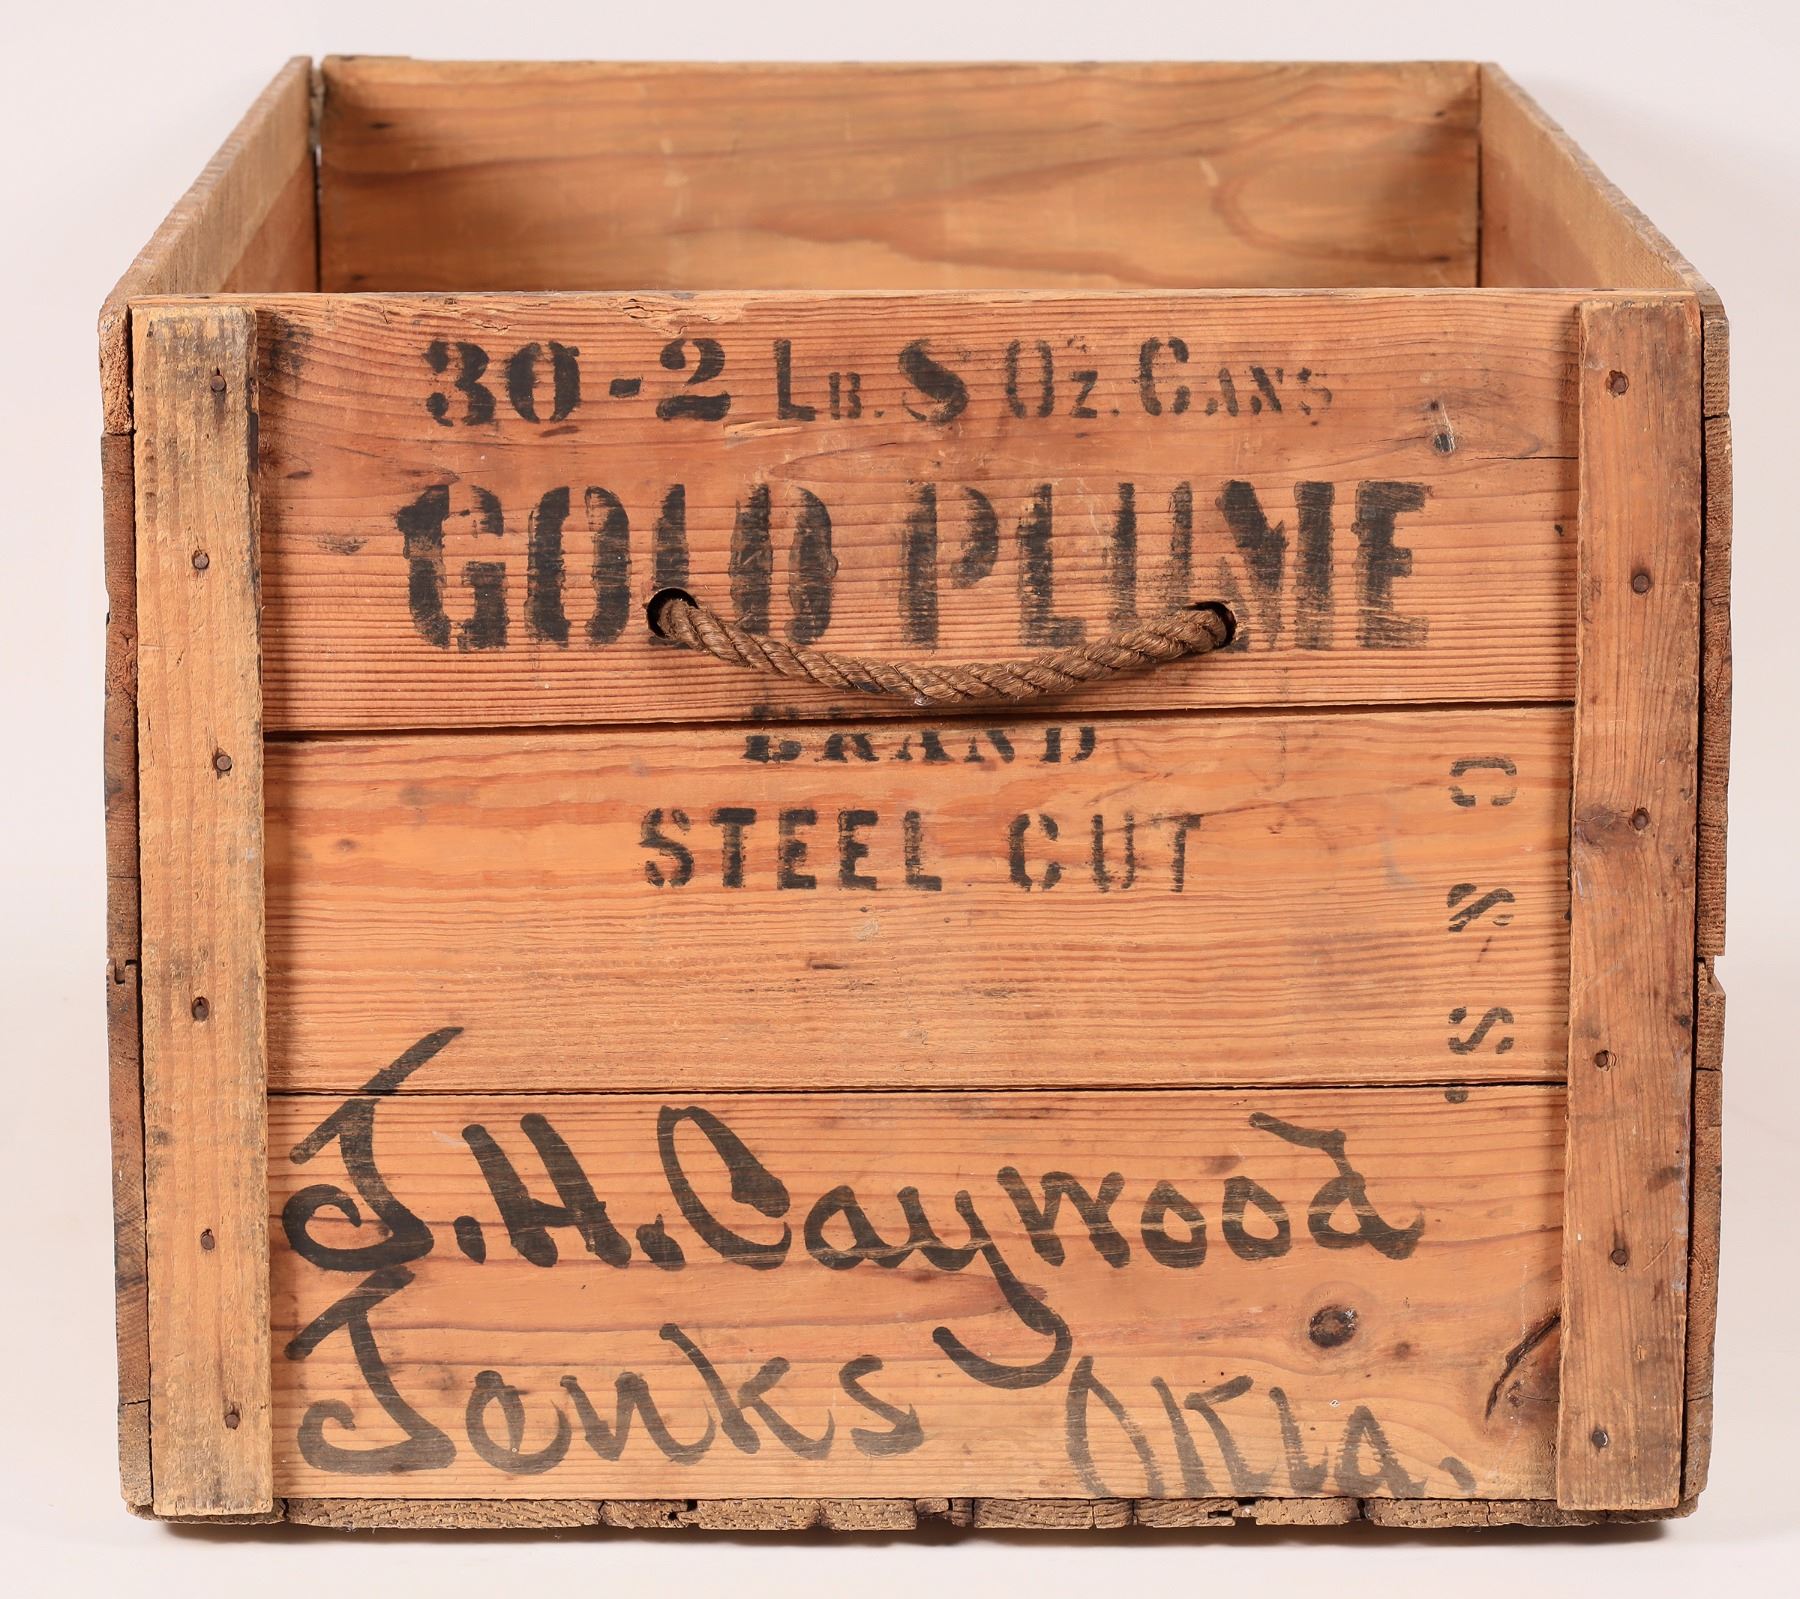 30-2 LB. 8 OZ. CANS
GOLD PLUME
BRAND
STEEL CUT
C & S.
J.H. Caywood
Jenks Okla.